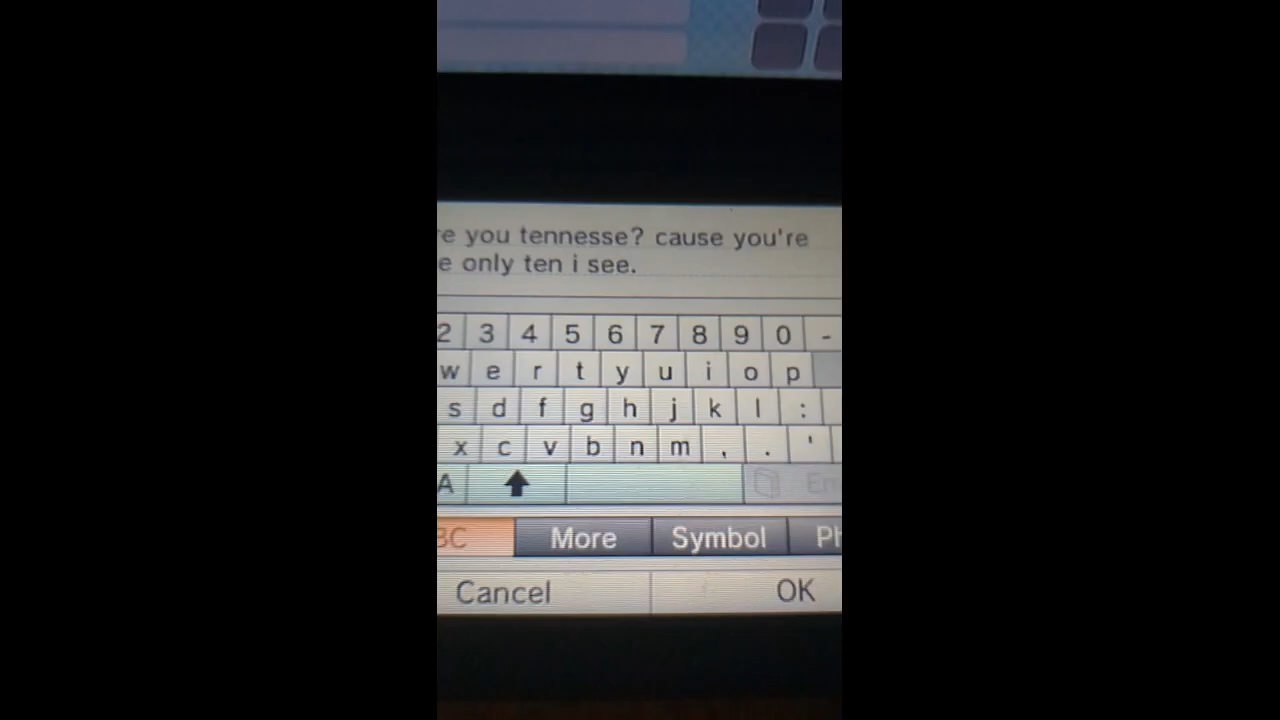 e you tennesse? cause you're
e only ten i see.
2 3 4 5 6 7 8 9 0 -
w e r t y u i o p
s d f g h j k l :
x c v b n m , . '
A
BC More Symbol
Cancel OK